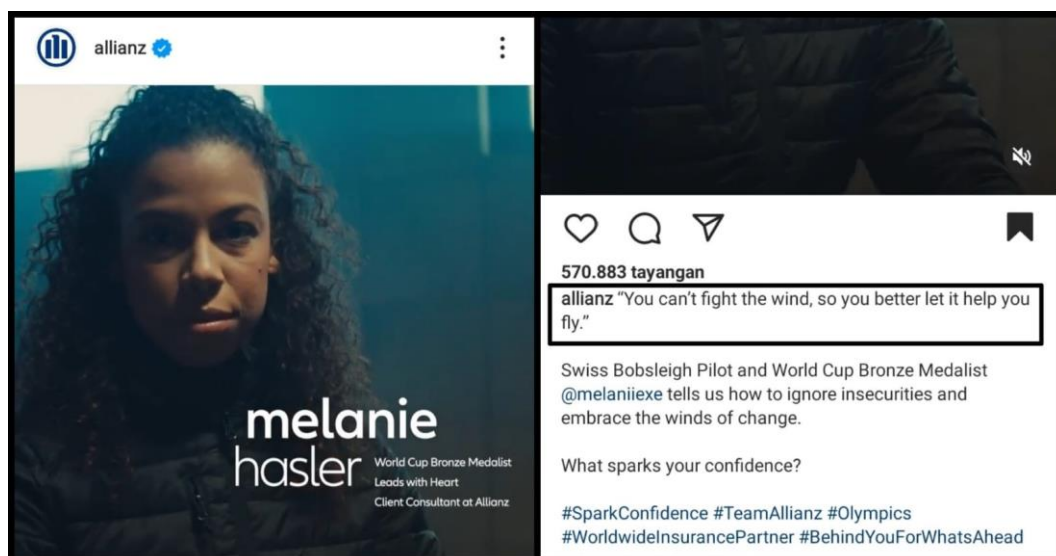 allianz
melanie
hasler
World Cup Bronze Medalist
Leads with Heart
Client Consultant at Allianz
570.883 tayangan
allianz “You can’t fight the wind, so you better let it help you
fly.”
Swiss Bobsleigh Pilot and World Cup Bronze Medalist
@melaniiexe tells us how to ignore insecurities and
embrace the winds of change.
What sparks your confidence?
#SparkConfidence #TeamAllianz #Olympics
#WorldwideInsurancePartner #BehindYouForWhatsAhead